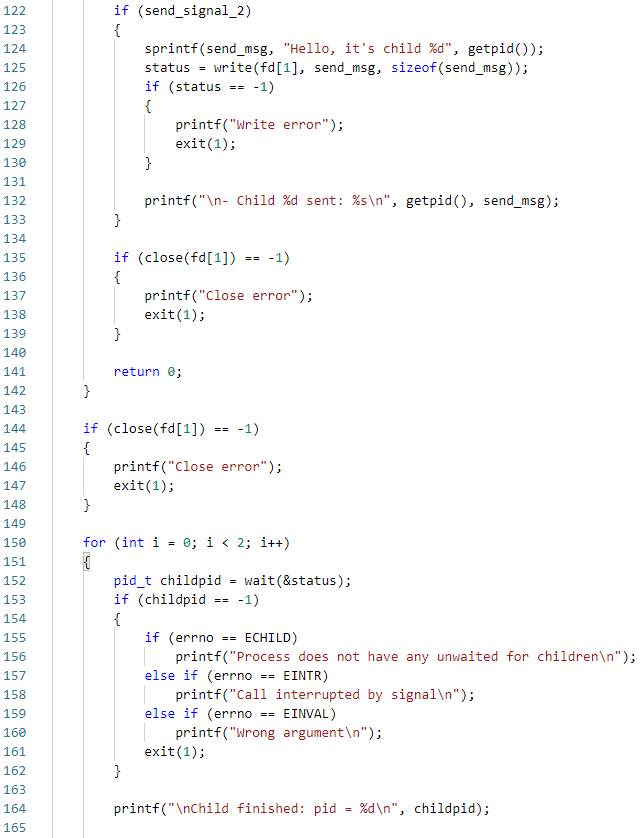 122 if (send_signal_2)
123 {
124 sprintf(send_msg, "Hello, it's child %d", getpid());
125 status = write(fd[1], send_msg, sizeof(send_msg));
126 if (status == -1)
127 {
128 printf("Write error");
129 exit(1);
130 }
131
132 printf("\n- Child %d sent: %s\n", getpid(), send_msg);
133 }
134
135 if (close(fd[1]) == -1)
136 {
137 printf("Close error");
138 exit(1);
139 }
140
141 return 0;
142 }
143
144 if (close(fd[1]) == -1)
145 {
146 printf("Close error");
147 exit(1);
148 }
149
150 for (int i = 0; i < 2; i++)
151 {
152 pid_t childpid = wait(&status);
153 if (childpid == -1)
154 {
155 if (errno == ECHILD)
156 printf("Process does not have any unwaited for children\n");
157 else if (errno == EINTR)
158 printf("Call interrupted by signal\n");
159 else if (errno == EINVAL)
160 printf("Wrong argument\n");
161 exit(1);
162 }
163
164 printf("\nChild finished: pid = %d\n", childpid);
165